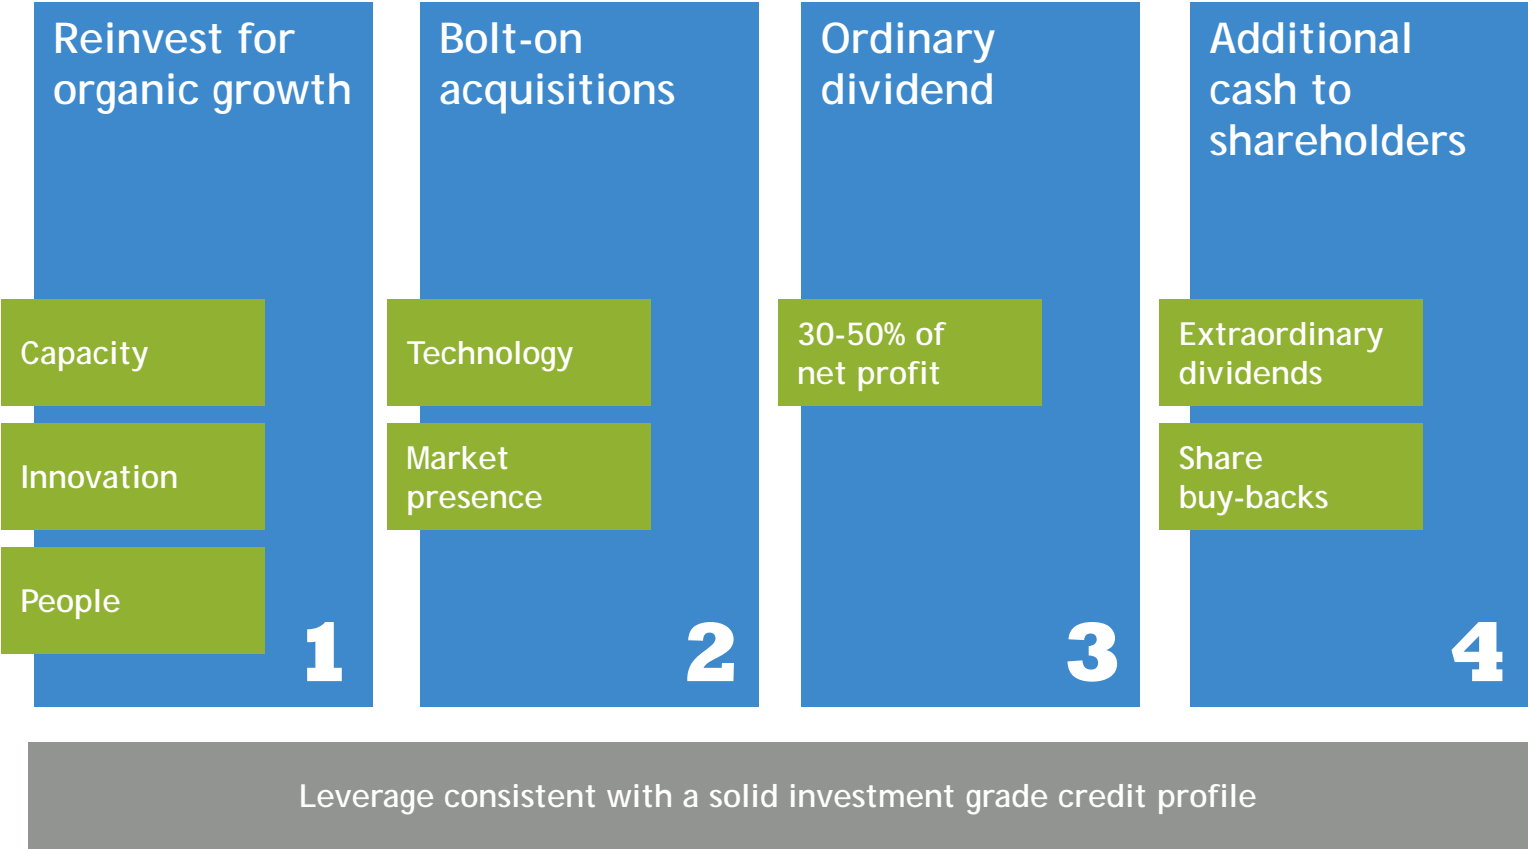 Reinvest for
organic growth
Capacity
Innovation
People
1
Bolt-on
acquisitions
Technology
Market
presence
2
Ordinary
dividend
30-50% of
net profit
3
Additional
cash to
shareholders
Extraordinary
dividends
Share
buy-backs
4
Leverage consistent with a solid investment grade credit profile